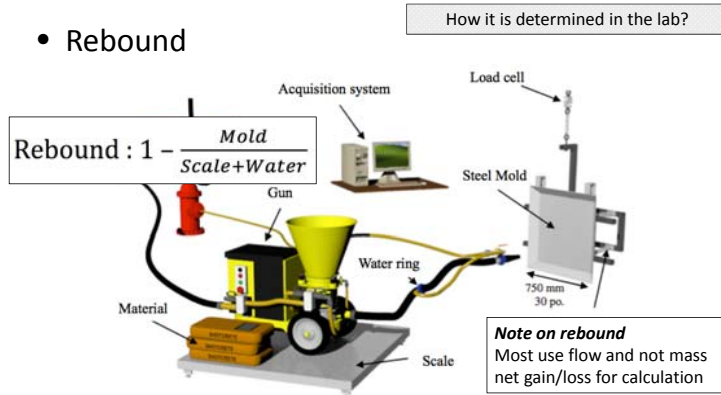 How it is determined in the lab?
• Rebound
Load cell
Acquisition system
Rebound : 1 − Mold / Scale+Water
Steel Mold
Gun
Water ring
750 mm
30 po.
Material
Note on rebound
Most use flow and not mass
net gain/loss for calculation
Scale